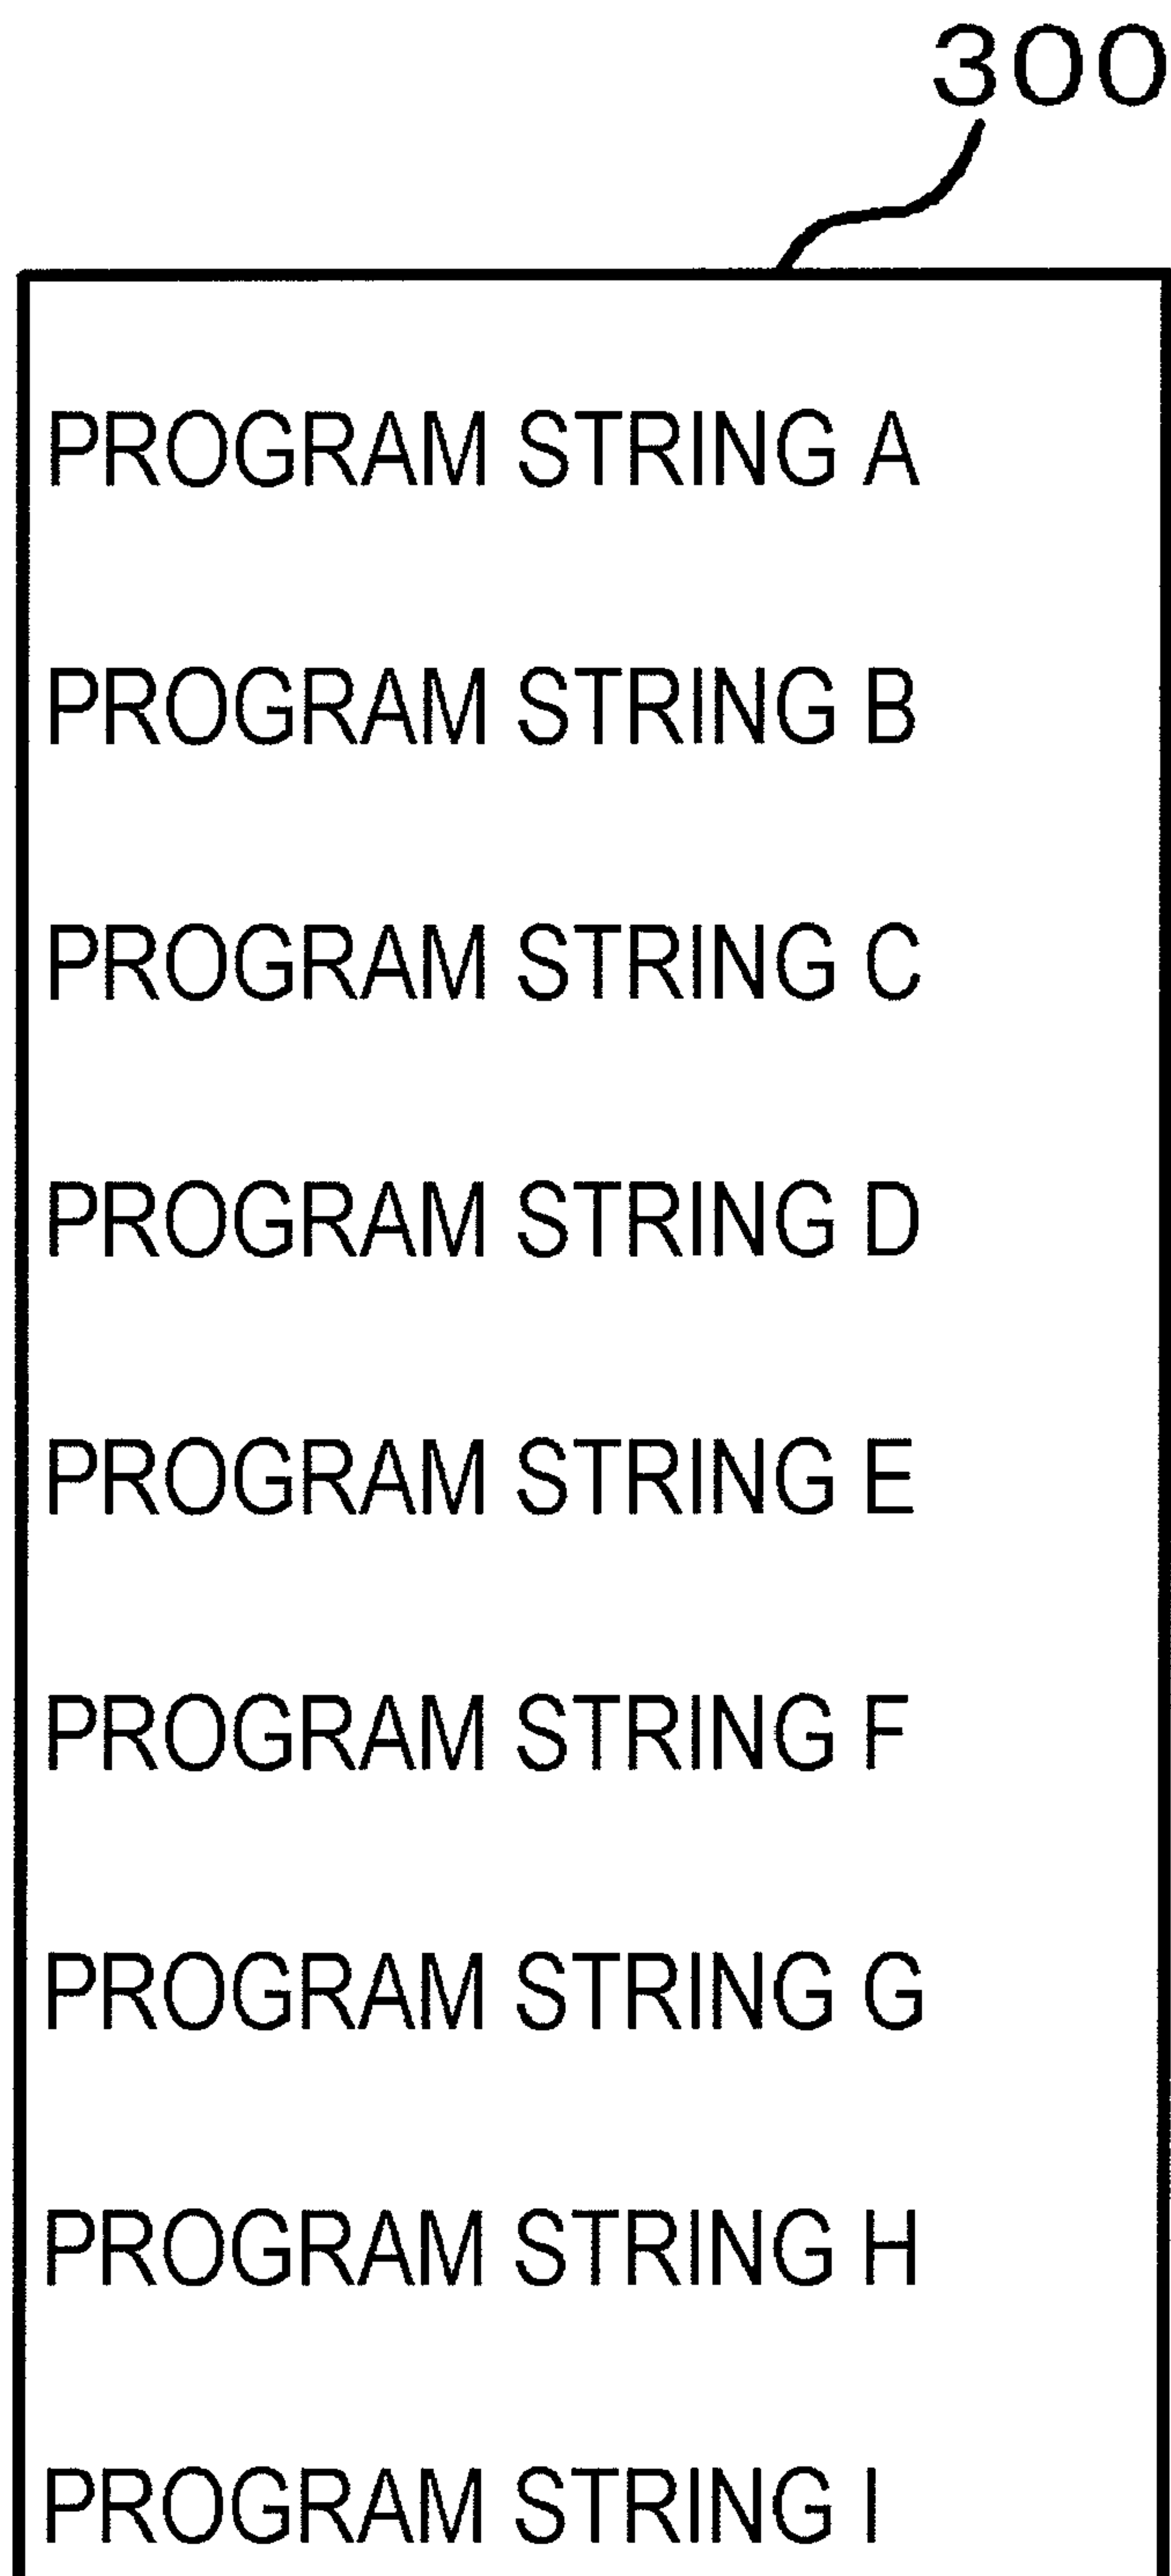 300
PROGRAM STRING A
PROGRAM STRING B
PROGRAM STRING C
PROGRAM STRING D
PROGRAM STRING E
PROGRAM STRING F
PROGRAM STRING G
PROGRAM STRING H
PROGRAM STRING I